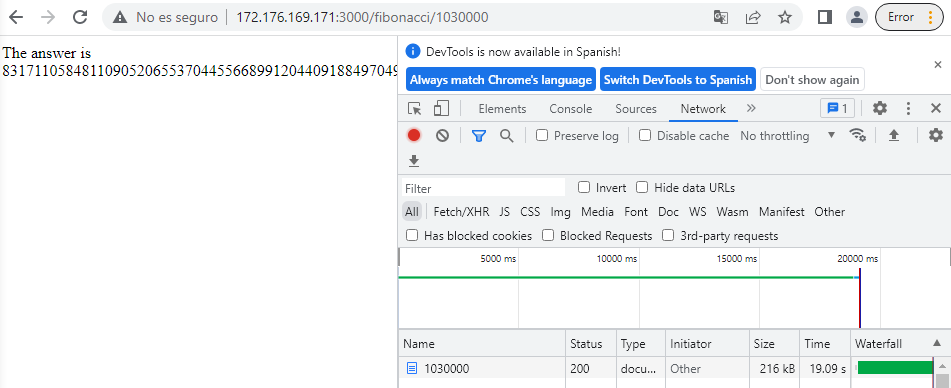 No es seguro | 172.176.169.171:3000/fibonacci/1030000 Error
The answer is
83171105848110905206553704455668991204409188497049
DevTools is now available in Spanish!
Always match Chrome's language Switch DevTools to Spanish Don't show again
Elements Console Sources Network » 1
Preserve log Disable cache No throttling
Filter Invert Hide data URLs
All Fetch/XHR JS CSS Img Media Font Doc WS Wasm Manifest Other
Has blocked cookies Blocked Requests 3rd-party requests
5000 ms 10000 ms 15000 ms 20000 ms
Name Status Type Initiator Size Time Waterfall
1030000 200 docu... Other 216 kB 19.09 s